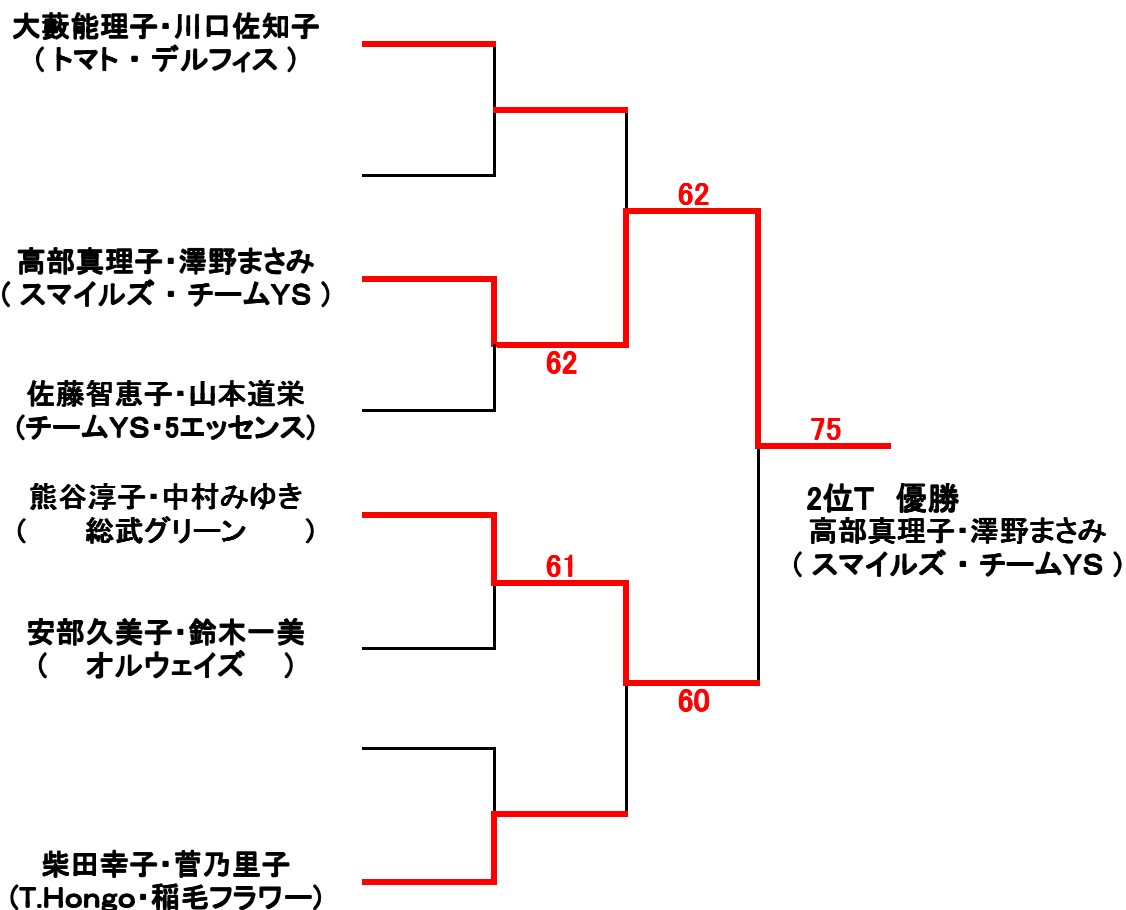 大藪能理子・川口佐知子
（ トマト ・ デルフィス ）
62
高部真理子・澤野まさみ
（ スマイルズ ・ チームYS ）
62
佐藤智恵子・山本道栄
(チームYS・5エッセンス)
75
熊谷淳子・中村みゆき
（　　総武グリーン　　）
2位T　優勝
高部真理子・澤野まさみ
（ スマイルズ ・ チームYS ）
61
安部久美子・鈴木一美
（　オルウェイズ　）
60
柴田幸子・菅乃里子
(T.Hongo・稲毛フラワー)